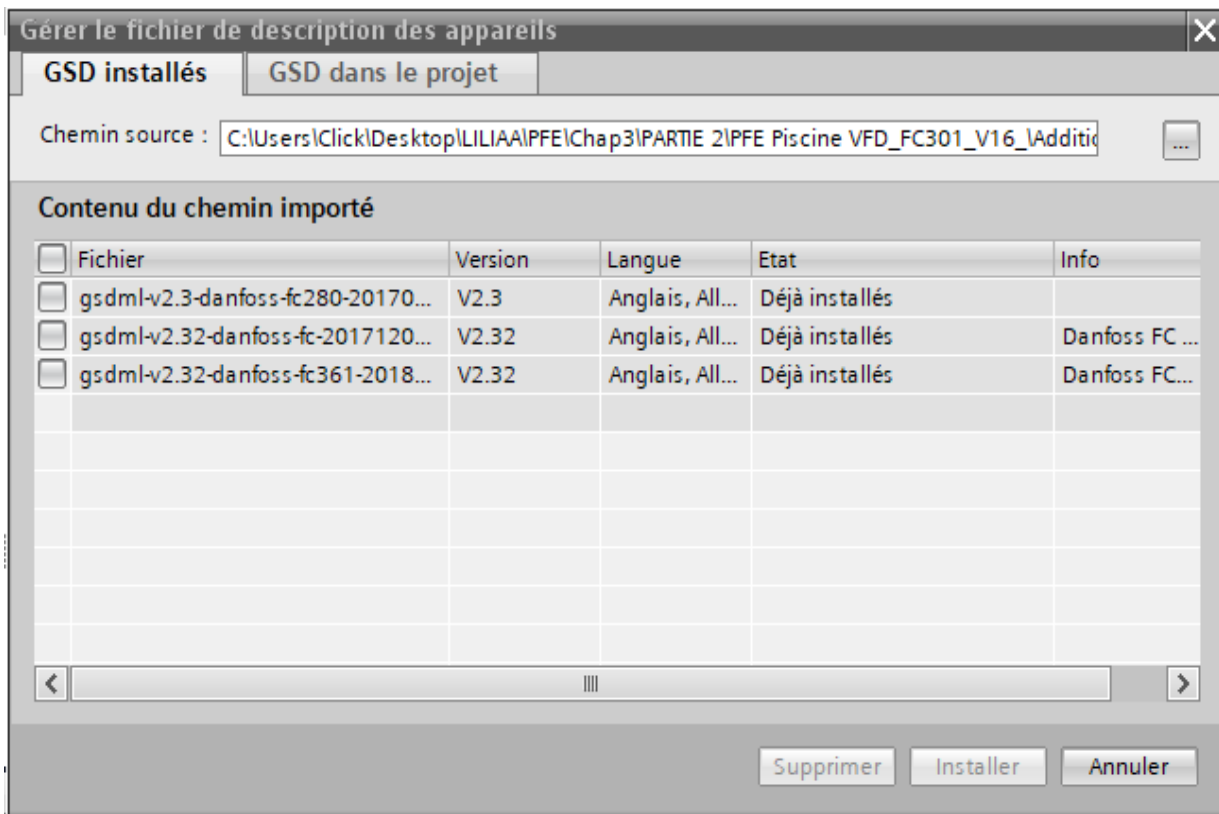 Gérer le fichier de description des appareils
GSD installés GSD dans le projet
Chemin source : C:\Users\Click\Desktop\LILIAA\PFE\Chap3\PARTIE 2\PFE Piscine VFD_FC301_V16_\Additio ...
Contenu du chemin importé
Fichier Version Langue Etat Info
gsdml-v2.3-danfoss-fc280-20170... V2.3 Anglais, All... Déjà installés
gsdml-v2.32-danfoss-fc-2017120... V2.32 Anglais, All... Déjà installés Danfoss FC ...
gsdml-v2.32-danfoss-fc361-2018... V2.32 Anglais, All... Déjà installés Danfoss FC...
Supprimer Installer Annuler